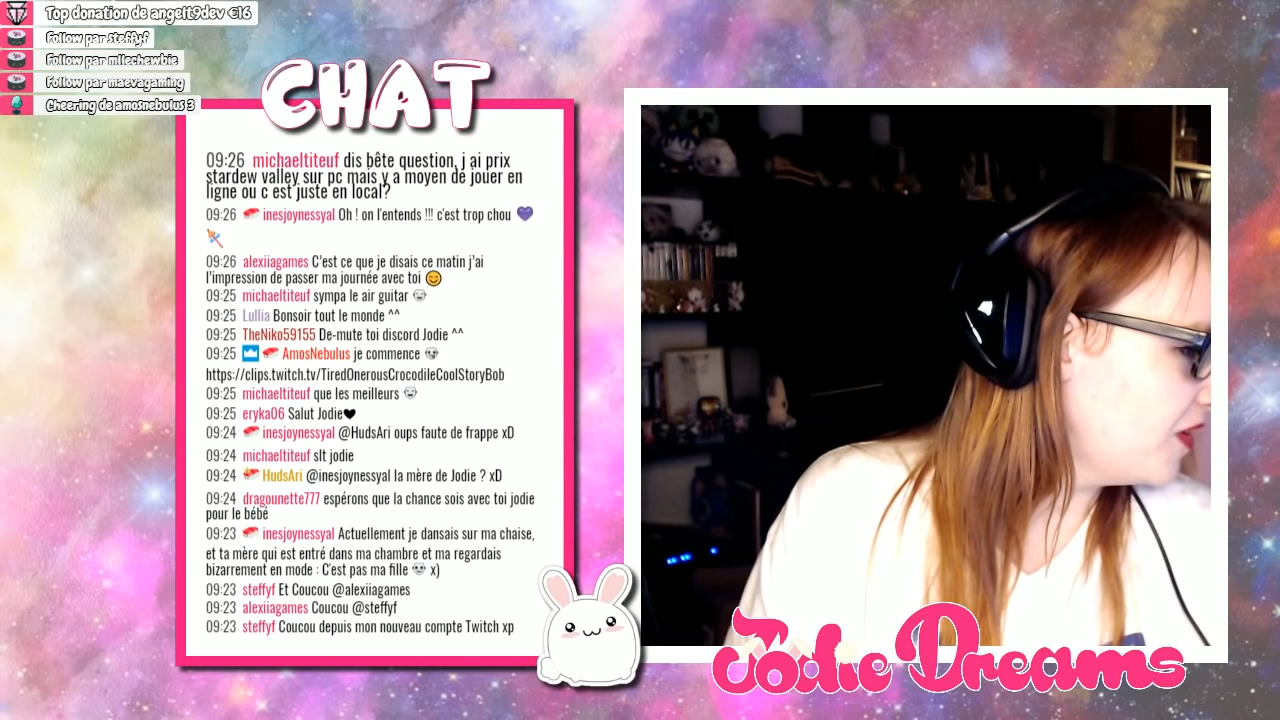 Top donation de angett9dev €16
Follow par steffyf
Follow par mllechewbie
Follow par maevagaming
Cheering de amosnebulus 3
CHAT
09:26 michaeltiteuf dis bête question, j ai prix
stardew valley sur pc mais y a moyen de jouer en
ligne ou c est juste en local?
09:26 inesjoynessyal Oh ! on l'entends !!! c'est trop chou
09:26 alexiiagames C'est ce que je disais ce matin j'ai
l'impression de passer ma journée avec toi
09:25 michaeltiteuf sympa le air guitar
09:25 Lullia Bonsoir tout le monde ^^
09:25 TheNiko59155 De-mute toi discord Jodie ^^
09:25 AmosNebulus je commence
https://clips.twitch.tv/TiredOnerousCrocodileCoolStoryBob
09:25 michaeltiteuf que les meilleurs
09:25 eryka06 Salut Jodie
09:24 inesjoynessyal @HudsAri oups faute de frappe xD
09:24 michaeltiteuf slt jodie
09:24 HudsAri @inesjoynessyal la mère de Jodie ? xD
09:24 dragounette777 espérons que la chance sois avec toi jodie
pour le bébé
09:23 inesjoynessyal Actuellement je dansais sur ma chaise,
et ta mère qui est entré dans ma chambre et ma regardais
bizarrement en mode : C'est pas ma fille x)
09:23 steffyf Et Coucou @alexiiagames
09:23 alexiiagames Coucou @steffyf
09:23 steffyf Coucou depuis mon nouveau compte Twitch xp
Jodie Dreams